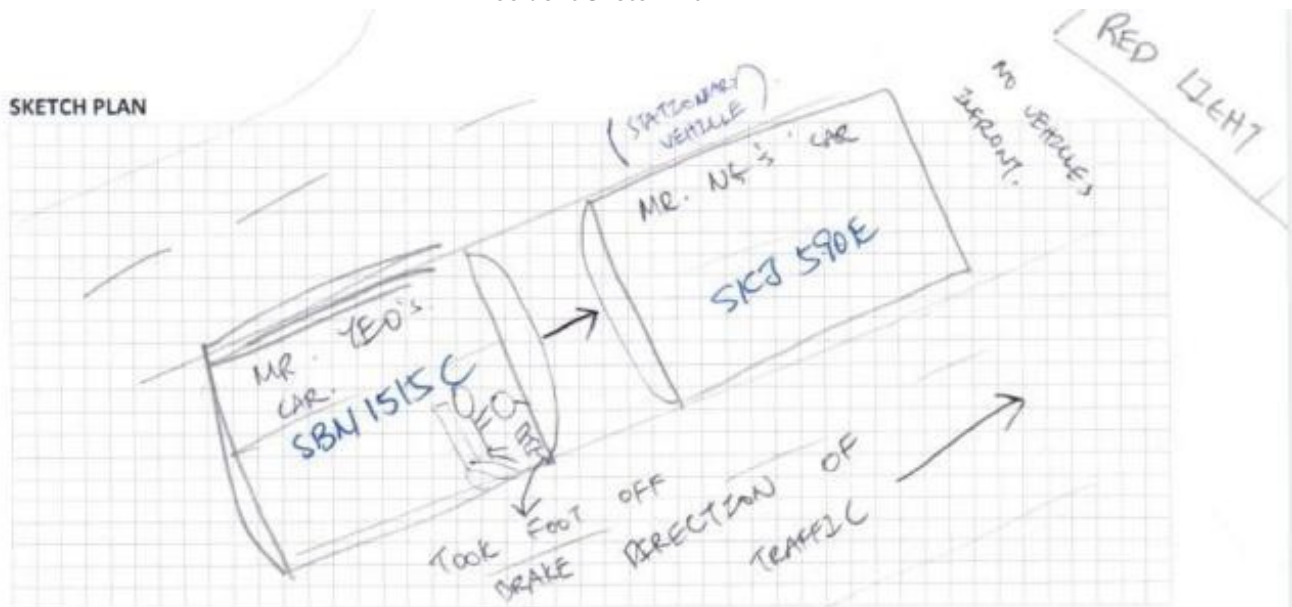 SKETCH PLAN
RED LIGHT
NO VEHICLES
INFRONT.
(STATIONARY
VEHICLE)
MR. NG's CAR
SKJ 590E
MR. YEO's
CAR.
SBN 1515 C
TOOK FOOT OFF
BRAKE
DIRECTION OF
TRAFFIC